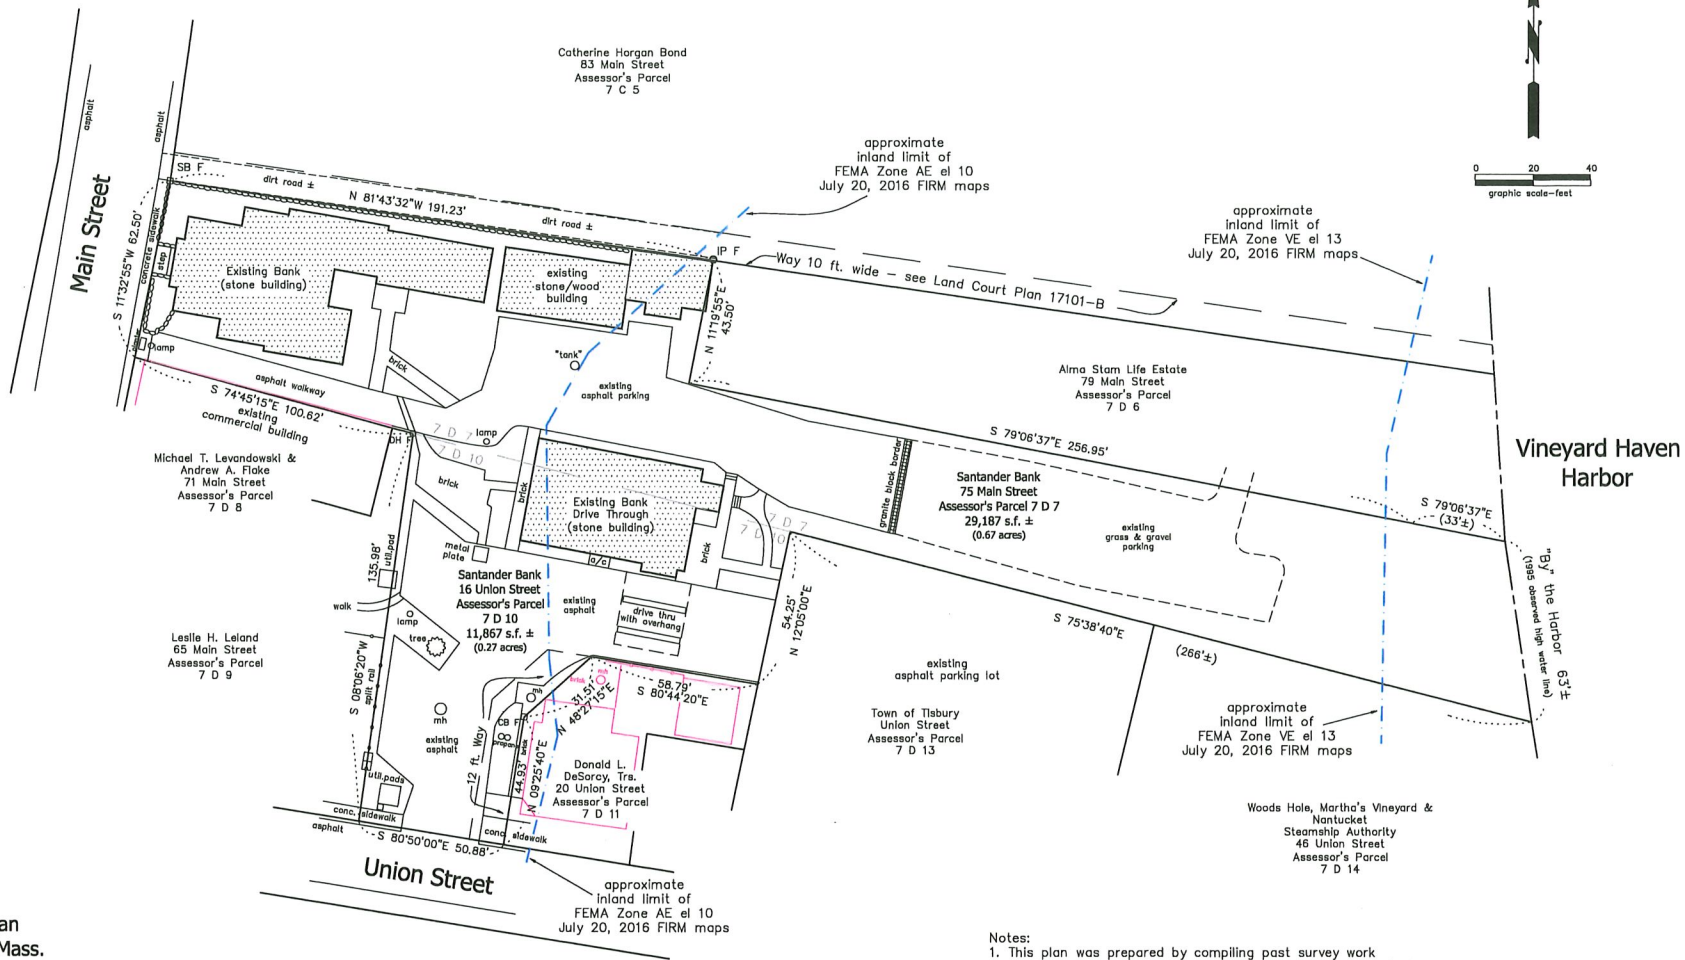 Catherine Horgan Bond
83 Main Street
Assessor's Parcel
7 C 5
N
0 20 40
graphic scale-feet
approximate
inland limit of
FEMA Zone AE el 10
July 20, 2016 FIRM maps
approximate
inland limit of
FEMA Zone VE el 13
July 20, 2016 FIRM maps
asphalt
asphalt
Main Street
SB F
dirt road ±
N 81°43'32"W 191.23'
dirt road ±
IP F
Way 10 ft. wide - see Land Court Plan 17101-B
S 11°32'55"W 62.50'
concrete sidewalk
step
Existing Bank
(stone building)
existing
stone/wood
building
N 11°19'55"E
43.50'
lamp
"tank"
brick
existing
asphalt parking
asphalt walkway
S 74°45'15"E 100.62'
existing
commercial building
Alma Stam Life Estate
79 Main Street
Assessor's Parcel
7 D 6
Vineyard Haven
Harbor
DH F
7 D 7
7 D 10
lamp
S 79°06'37"E 256.95'
Michael T. Levandowski &
Andrew A. Flake
71 Main Street
Assessor's Parcel
7 D 8
brick
brick
Existing Bank
Drive Through
(stone building)
7 D 7
7 D 10
granite block border
Santander Bank
75 Main Street
Assessor's Parcel 7 D 7
29,187 s.f. ±
(0.67 acres)
existing
grass & gravel
parking
S 79°06'37"E
(33'±)
"By" the Harbor 63'±
(1995 observed high water line)
135.98'
util.pad
metal
plate
a/c
brick
Santander Bank
16 Union Street
Assessor's Parcel
7 D 10
11,867 s.f. ±
(0.27 acres)
existing
asphalt
drive thru
with overhang
54.25'
N 12°05'00"E
S 75°38'40"E
(266'±)
walk
lamp
tree
Leslie H. Leland
65 Main Street
Assessor's Parcel
7 D 9
S 08°06'20"W
split rail
mh
existing
asphalt
mh
brick
mh
31.51'
N 48°27'15"E
58.79'
S 80°44'20"E
CB F
propane
brick
12 ft. Way
44.93'
N 09°25'40"E
existing
asphalt parking lot
Town of Tisbury
Union Street
Assessor's Parcel
7 D 13
approximate
inland limit of
FEMA Zone VE el 13
July 20, 2016 FIRM maps
Donald L.
DeSorcy, Trs.
20 Union Street
Assessor's Parcel
7 D 11
util.pads
conc. sidewalk
asphalt
S 80°50'00"E 50.88'
conc. sidewalk
Union Street
approximate
inland limit of
FEMA Zone AE el 10
July 20, 2016 FIRM maps
Woods Hole, Martha's Vineyard &
Nantucket
Steamship Authority
46 Union Street
Assessor's Parcel
7 D 14
an
Mass.
Notes:
1. This plan was prepared by compiling past survey work